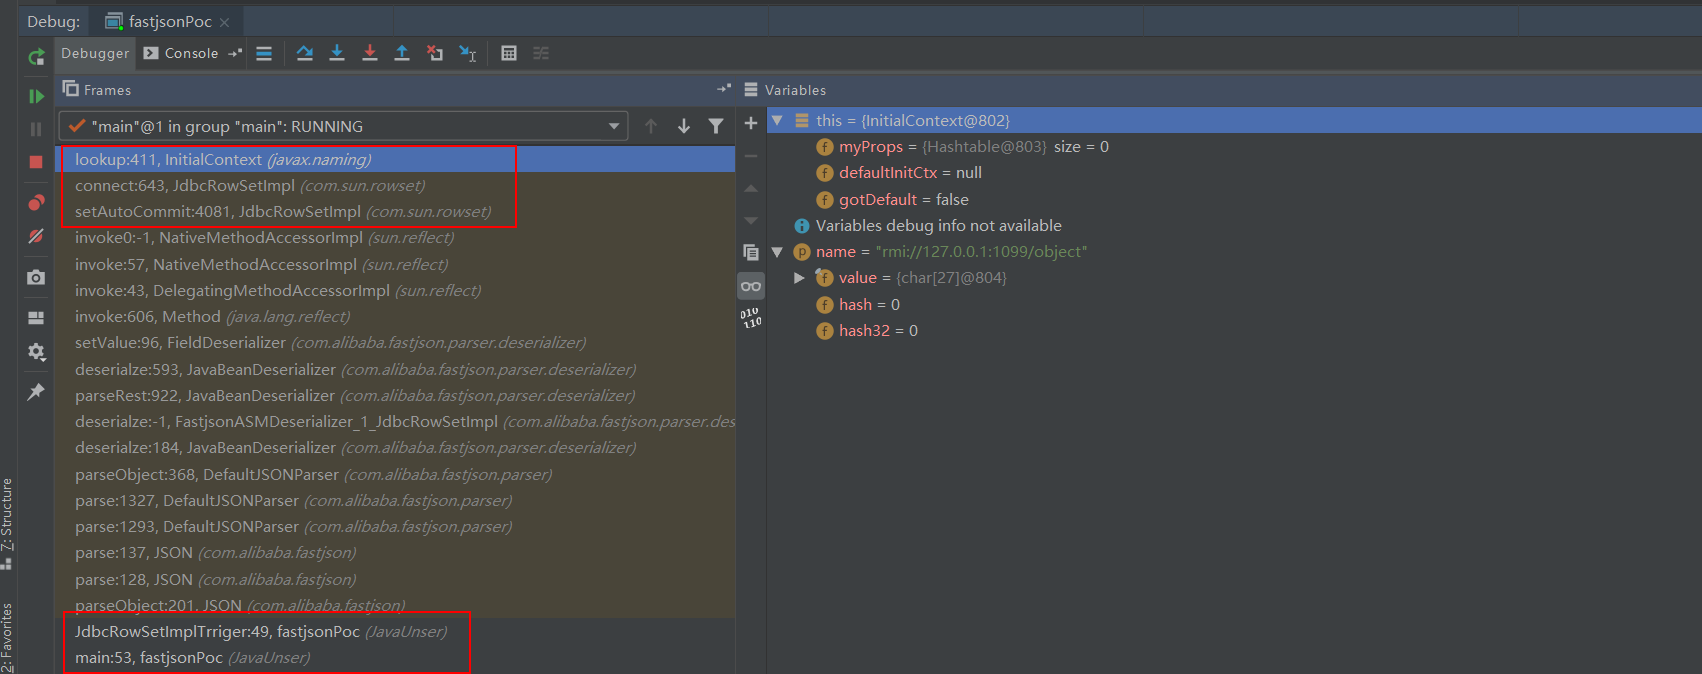 Debug: fastjsonPoc
Debugger Console
Frames
Variables
"main"@1 in group "main": RUNNING
lookup:411, InitialContext (javax.naming)
connect:643, JdbcRowSetImpl (com.sun.rowset)
setAutoCommit:4081, JdbcRowSetImpl (com.sun.rowset)
invoke0:-1, NativeMethodAccessorImpl (sun.reflect)
invoke:57, NativeMethodAccessorImpl (sun.reflect)
invoke:43, DelegatingMethodAccessorImpl (sun.reflect)
invoke:606, Method (java.lang.reflect)
setValue:96, FieldDeserializer (com.alibaba.fastjson.parser.deserializer)
deserialze:593, JavaBeanDeserializer (com.alibaba.fastjson.parser.deserializer)
parseRest:922, JavaBeanDeserializer (com.alibaba.fastjson.parser.deserializer)
deserialze:-1, FastjsonASMDeserializer_1_JdbcRowSetImpl (com.alibaba.fastjson.parser.des
deserialze:184, JavaBeanDeserializer (com.alibaba.fastjson.parser.deserializer)
parseObject:368, DefaultJSONParser (com.alibaba.fastjson.parser)
parse:1327, DefaultJSONParser (com.alibaba.fastjson.parser)
parse:1293, DefaultJSONParser (com.alibaba.fastjson.parser)
parse:137, JSON (com.alibaba.fastjson)
parse:128, JSON (com.alibaba.fastjson)
parseObject:201, JSON (com.alibaba.fastjson)
JdbcRowSetImplTrriger:49, fastjsonPoc (JavaUnser)
main:53, fastjsonPoc (JavaUnser)
this = {InitialContext@802}
myProps = {Hashtable@803} size = 0
defaultInitCtx = null
gotDefault = false
Variables debug info not available
name = "rmi://127.0.0.1:1099/object"
value = {char[27]@804}
hash = 0
hash32 = 0
7: Structure
2: Favorites